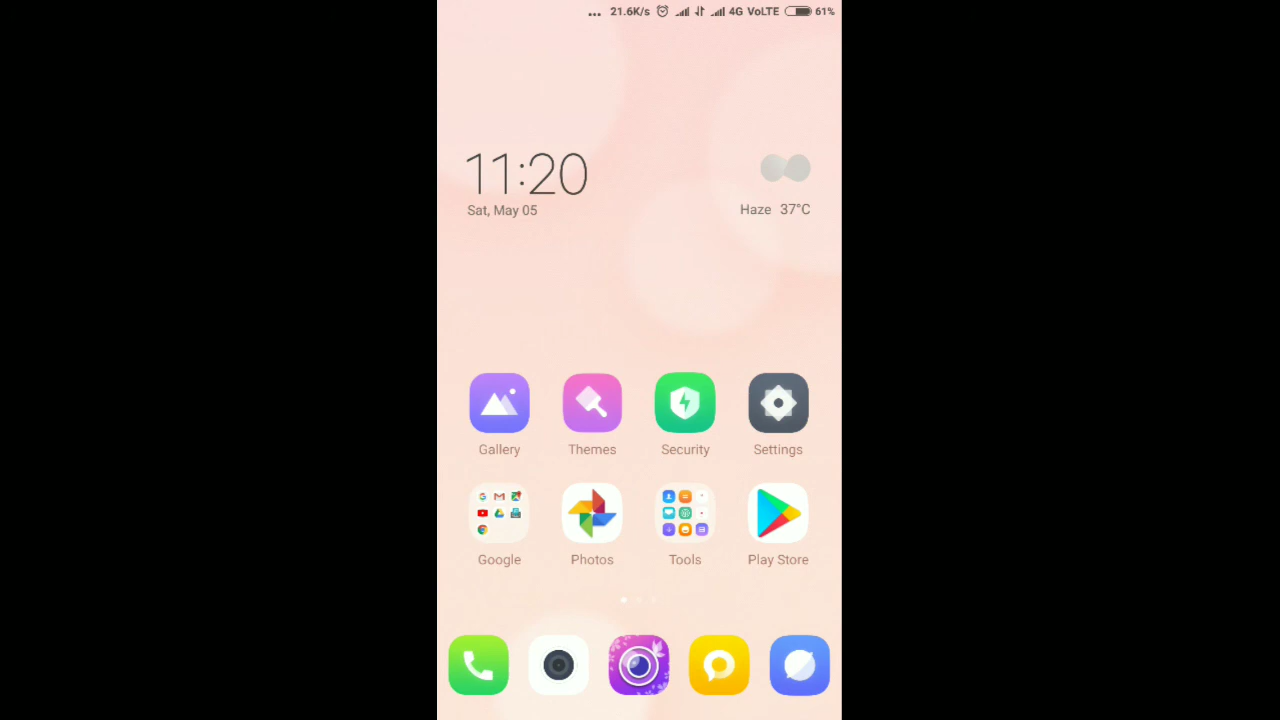 ... 21.6K/s 4G VoLTE 61%
11:20
Sat, May 05
Haze 37°C
Gallery Themes Security Settings
Google Photos Tools Play Store